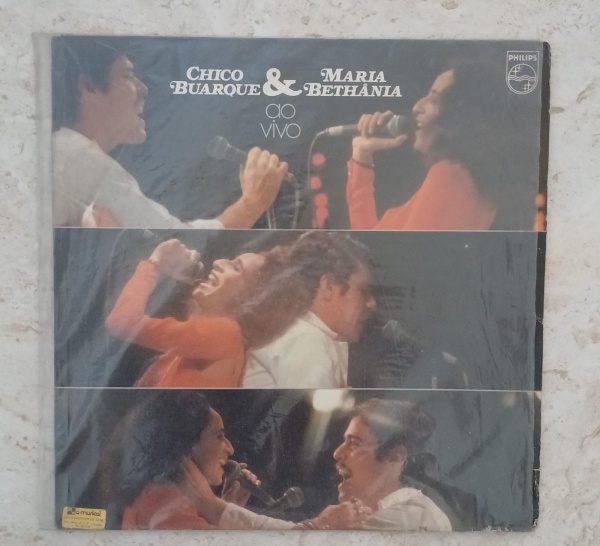 CHICO BUARQUE & MARIA BETHÂNIA
ao
vivo
PHILIPS